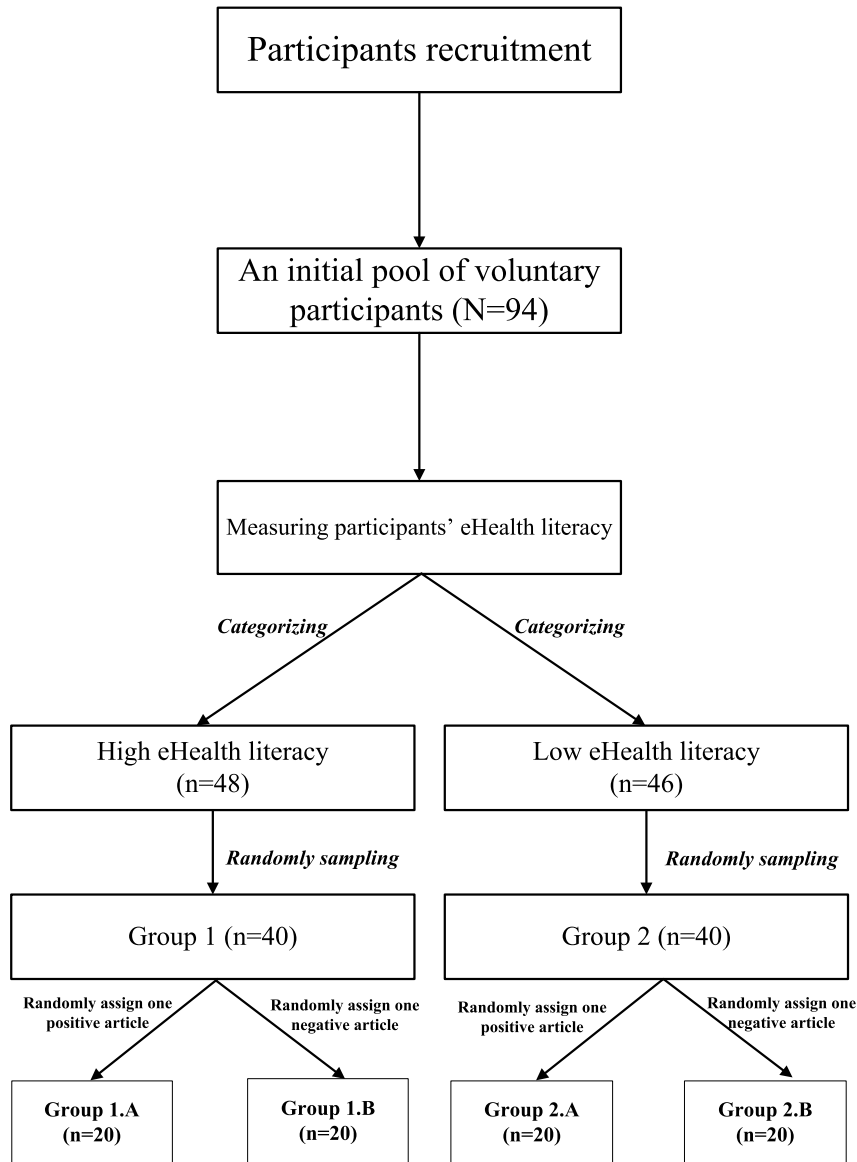 Participants recruitment
An initial pool of voluntary
participants (N=94)
Measuring participants’ eHealth literacy
Categorizing
Categorizing
High eHealth literacy
(n=48)
Low eHealth literacy
(n=46)
Randomly sampling
Randomly sampling
Group 1 (n=40)
Group 2 (n=40)
Randomly assign one
positive article
Randomly assign one
negative article
Randomly assign one
positive article
Randomly assign one
negative article
Group 1.A
(n=20)
Group 1.B
(n=20)
Group 2.A
(n=20)
Group 2.B
(n=20)